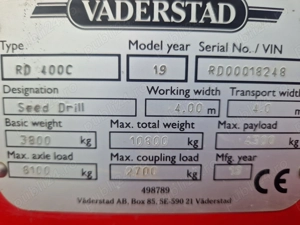 VÄDERSTAD
Type Model year Serial No./VIN
RD 400C 19 RD00018248
Designation Working width Transport width
Seed Drill 4.00 m 4.0 m
Basic weight Max. total weight Max. payload
3800 kg 10800 kg kg
Max. axle load Max. coupling load Mfg. year
8100 kg 2700 kg
CE
498789
Väderstad AB, Box 85, SE-590 21 Väderstad